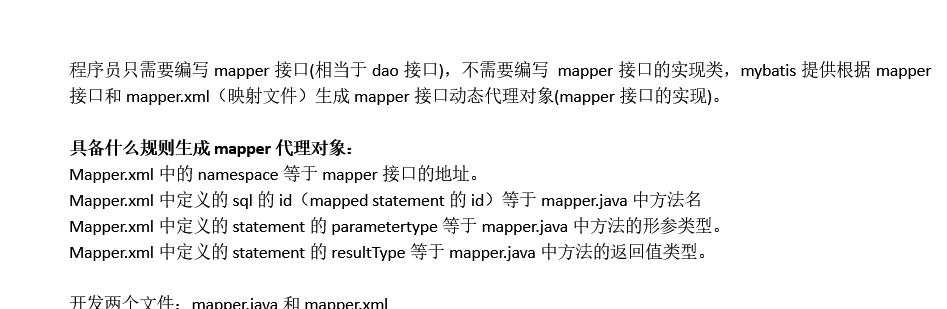 程序员只需要编写 mapper 接口(相当于 dao 接口)，不需要编写 mapper 接口的实现类，mybatis 提供根据 mapper
接口和 mapper.xml（映射文件）生成 mapper 接口动态代理对象(mapper 接口的实现)。
具备什么规则生成 mapper 代理对象：
Mapper.xml 中的 namespace 等于 mapper 接口的地址。
Mapper.xml 中定义的 sql 的 id（mapped statement 的 id）等于 mapper.java 中方法名
Mapper.xml 中定义的 statement 的 parametertype 等于 mapper.java 中方法的形参类型。
Mapper.xml 中定义的 statement 的 resultType 等于 mapper.java 中方法的返回值类型。
开发两个文件：mapper.java 和 mapper.xml